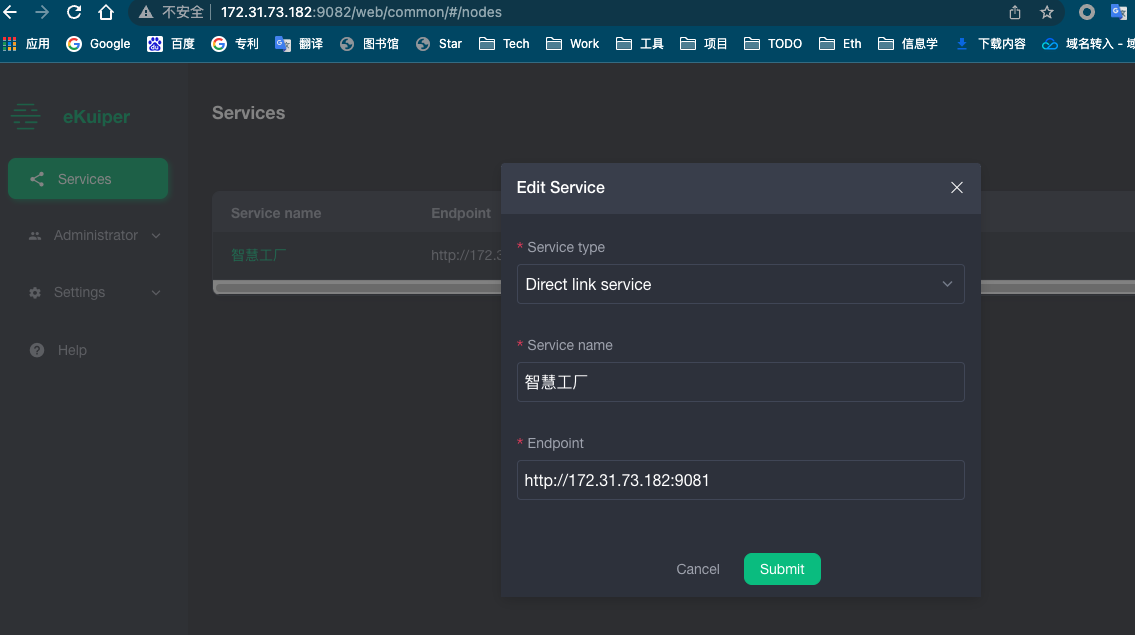 不安全 172.31.73.182:9082/web/common/#/nodes
应用 Google 百度 专利 翻译 图书馆 Star Tech Work 工具 项目 TODO Eth 信息学 下载内容 域名转入 - 域
eKuiper
Services
Services
Administrator
Settings
Help
Service name Endpoint
智慧工厂 http://172.3
Edit Service
* Service type
Direct link service
* Service name
智慧工厂
* Endpoint
http://172.31.73.182:9081
Cancel Submit